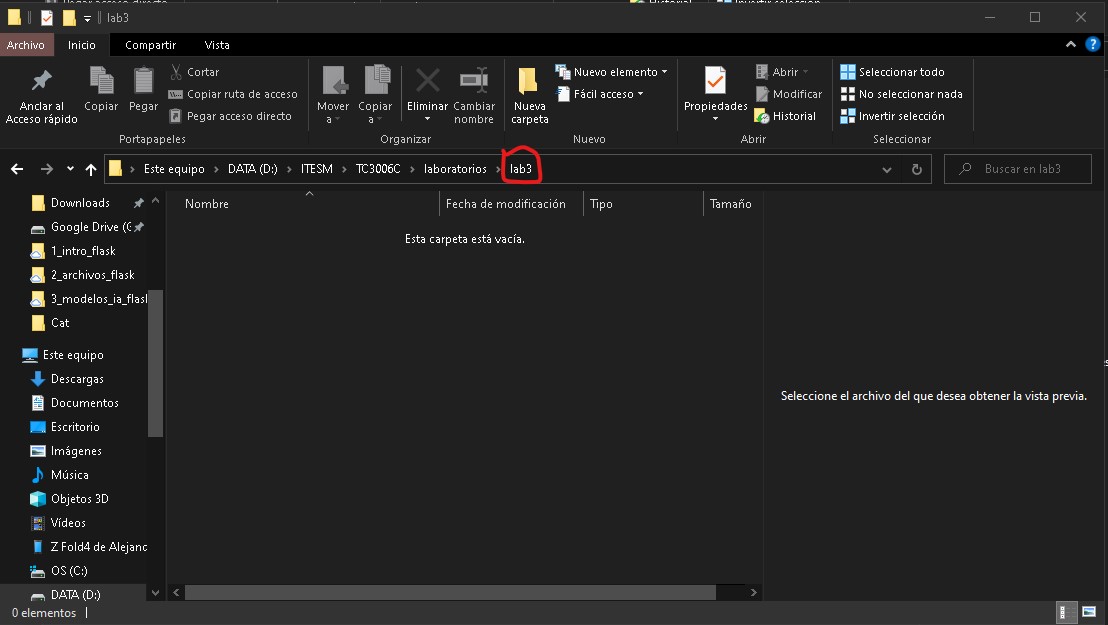 lab3
Archivo Inicio Compartir Vista
Anclar al
Acceso rápido
Copiar
Pegar
Cortar
Copiar ruta de acceso
Pegar acceso directo
Portapapeles
Mover
a
Copiar
a
Eliminar
Cambiar
nombre
Organizar
Nueva
carpeta
Nuevo elemento
Fácil acceso
Nuevo
Propiedades
Abrir
Modificar
Historial
Abrir
Seleccionar todo
No seleccionar nada
Invertir selección
Seleccionar
Este equipo › DATA (D:) › ITESM › TC3006C › laboratorios › lab3
Buscar en lab3
Downloads
Google Drive (G
1_intro_flask
2_archivos_flask
3_modelos_ia_flask
Cat
Este equipo
Descargas
Documentos
Escritorio
Imágenes
Música
Objetos 3D
Vídeos
Z Fold4 de Alejanc
OS (C:)
DATA (D:)
Nombre Fecha de modificación Tipo Tamaño
Esta carpeta está vacía.
Seleccione el archivo del que desea obtener la vista previa.
0 elementos